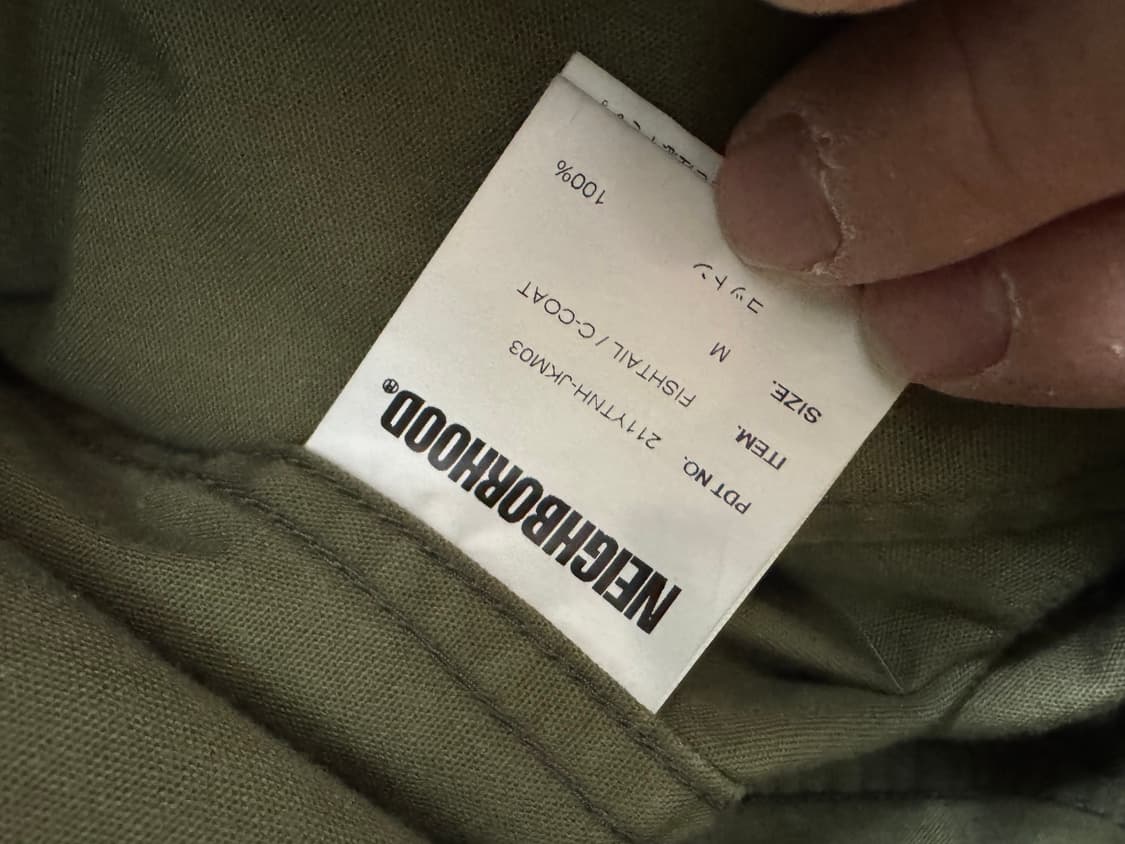 NEIGHBORHOOD.®
PDT NO. 211YTNH-JKM03
ITEM. FISHTAIL / C-COAT
SIZE. M
コットン 100%